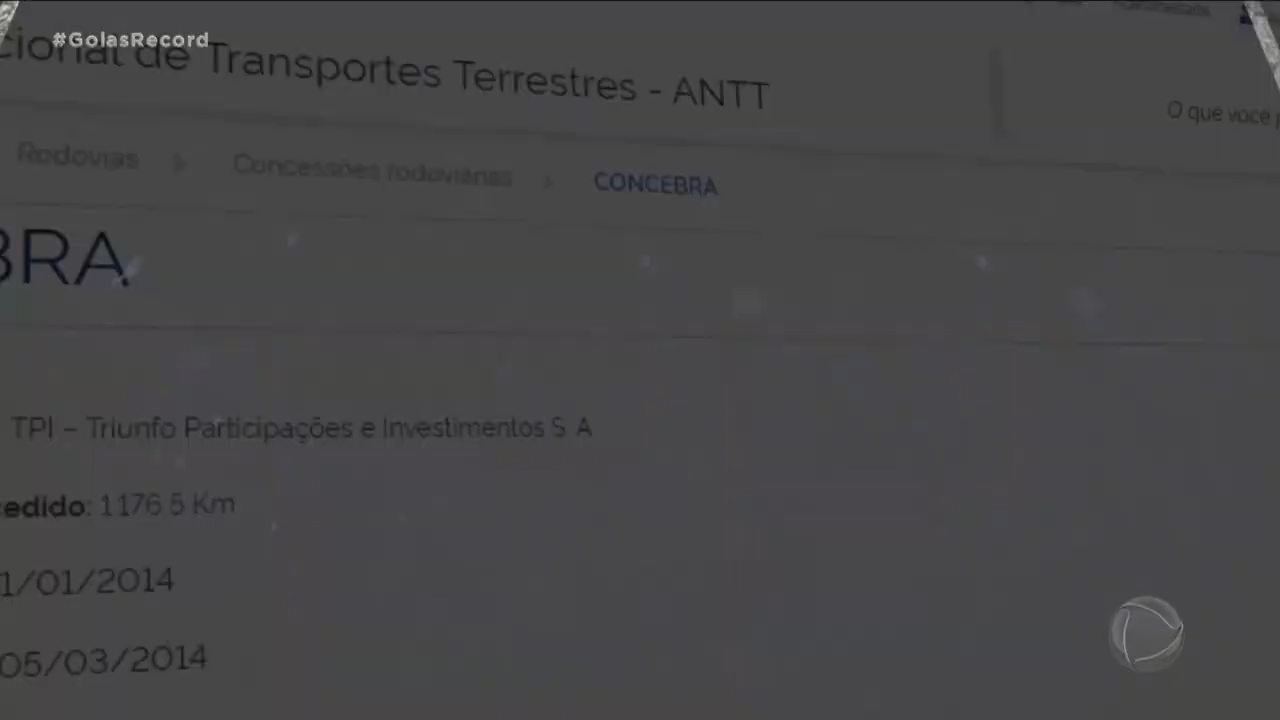 #GolasRecord
cional de Transportes Terrestres - ANTT
O que você p
Rodovias > Concessões rodoviárias > CONCEBRA
BRA
TPI – Triunfo Participações e Investimentos S A
cedido: 1176 5 Km
1/01/2014
05/03/2014